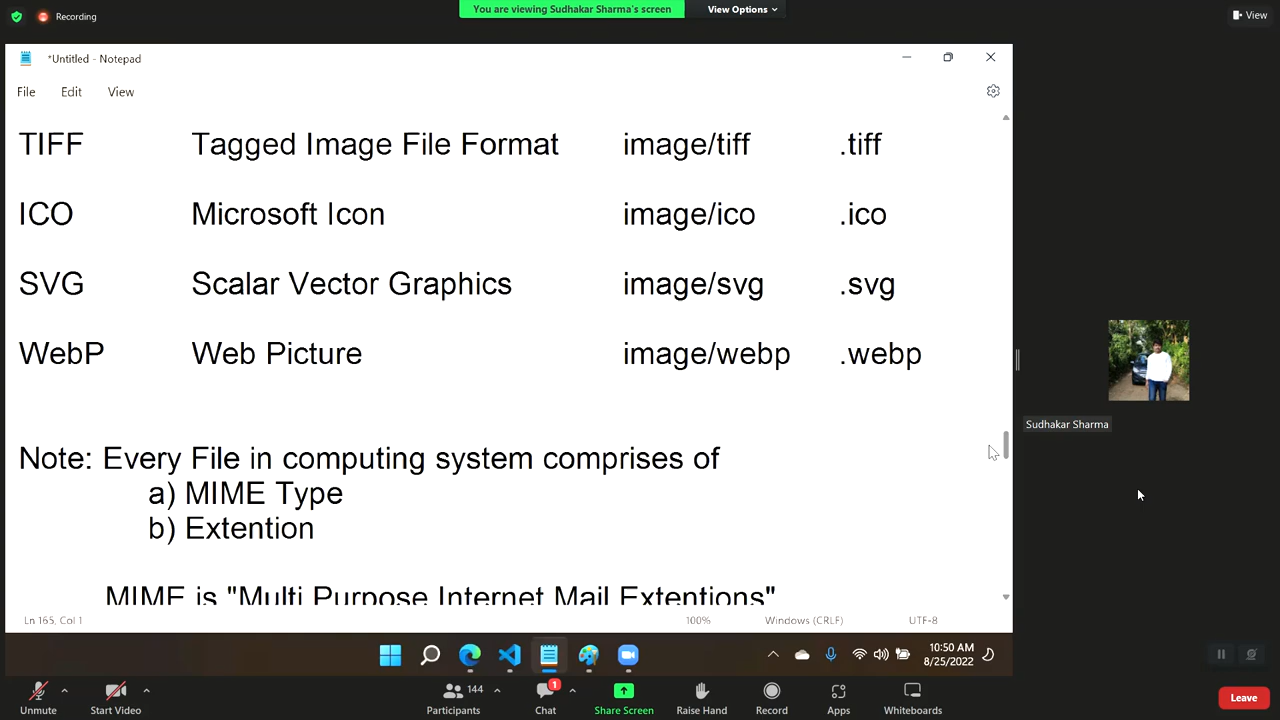 Recording
You are viewing Sudhakar Sharma's screen
View Options
View
*Untitled - Notepad
File Edit View
TIFF Tagged Image File Format image/tiff .tiff
ICO Microsoft Icon image/ico .ico
SVG Scalar Vector Graphics image/svg .svg
WebP Web Picture image/webp .webp
Note: Every File in computing system comprises of
a) MIME Type
b) Extention
MIME is "Multi Purpose Internet Mail Extentions"
Sudhakar Sharma
Ln 165, Col 1 100% Windows (CRLF) UTF-8
10:50 AM
8/25/2022
144
1
Unmute Start Video Participants Chat Share Screen Raise Hand Record Apps Whiteboards Leave